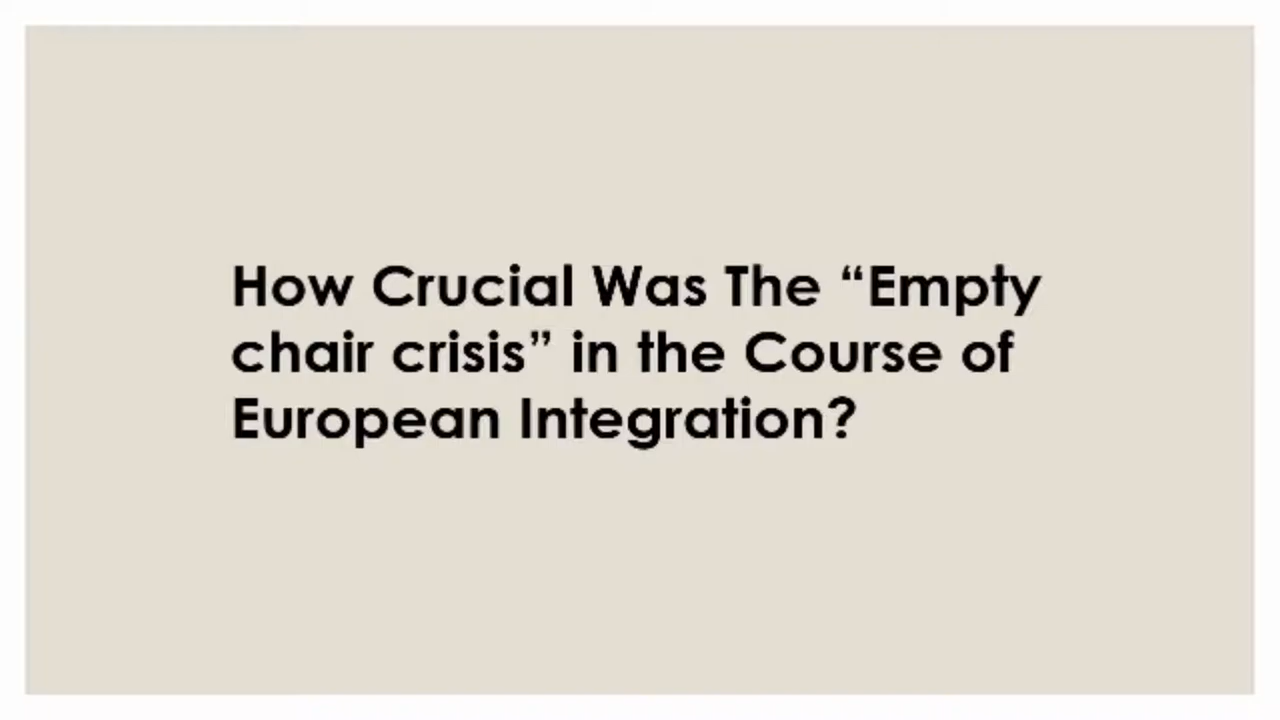 How Crucial Was The “Empty
chair crisis” in the Course of
European Integration?